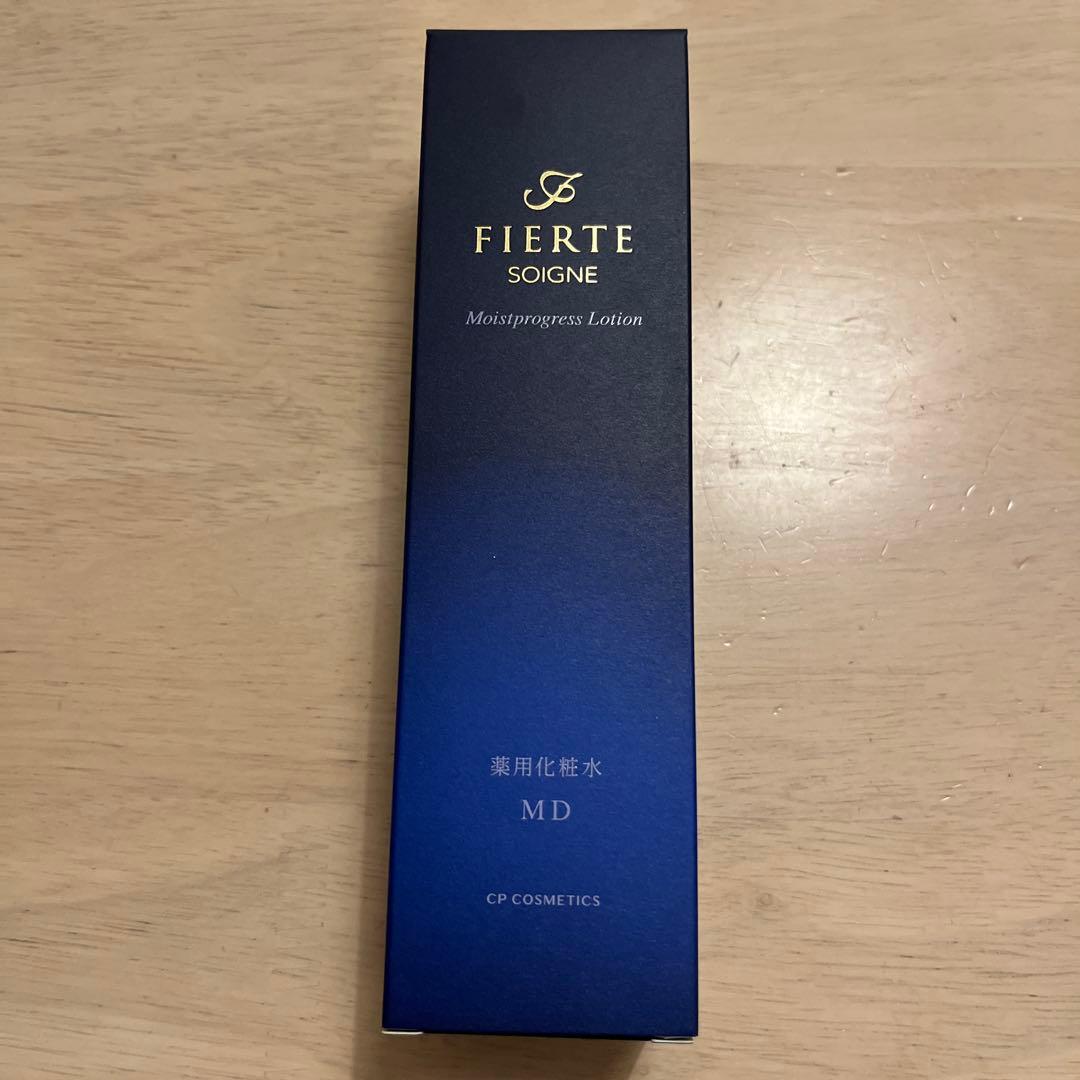 FIERTE
SOIGNE
Moistprogress Lotion
薬用化粧水
MD
CP COSMETICS